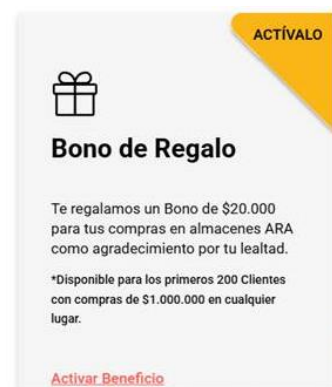 ACTÍVALO
Bono de Regalo
Te regalamos un Bono de $20.000
para tus compras en almacenes ARA
como agradecimiento por tu lealtad.
*Disponible para los primeros 200 Clientes
con compras de $1.000.000 en cualquier
lugar.
Activar Beneficio